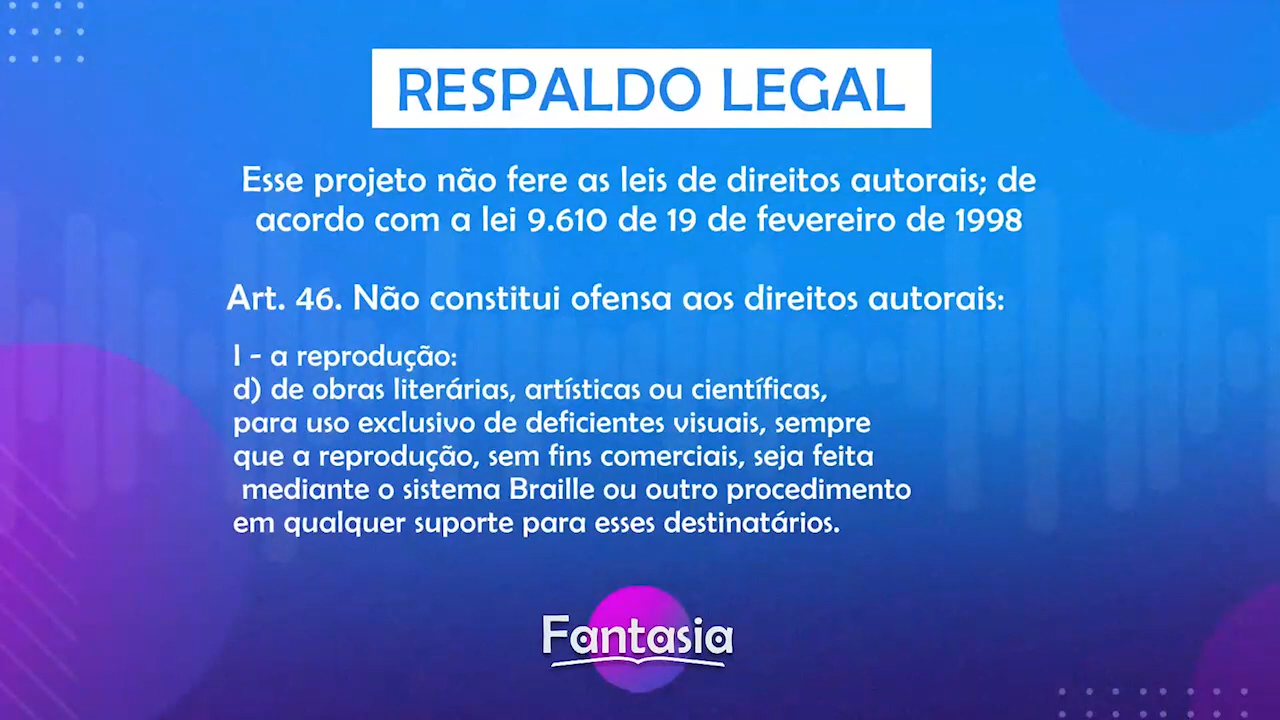 RESPALDO LEGAL
Esse projeto não fere as leis de direitos autorais; de
acordo com a lei 9.610 de 19 de fevereiro de 1998
Art. 46. Não constitui ofensa aos direitos autorais:
I - a reprodução:
d) de obras literárias, artísticas ou científicas,
para uso exclusivo de deficientes visuais, sempre
que a reprodução, sem fins comerciais, seja feita
mediante o sistema Braille ou outro procedimento
em qualquer suporte para esses destinatários.
Fantasia